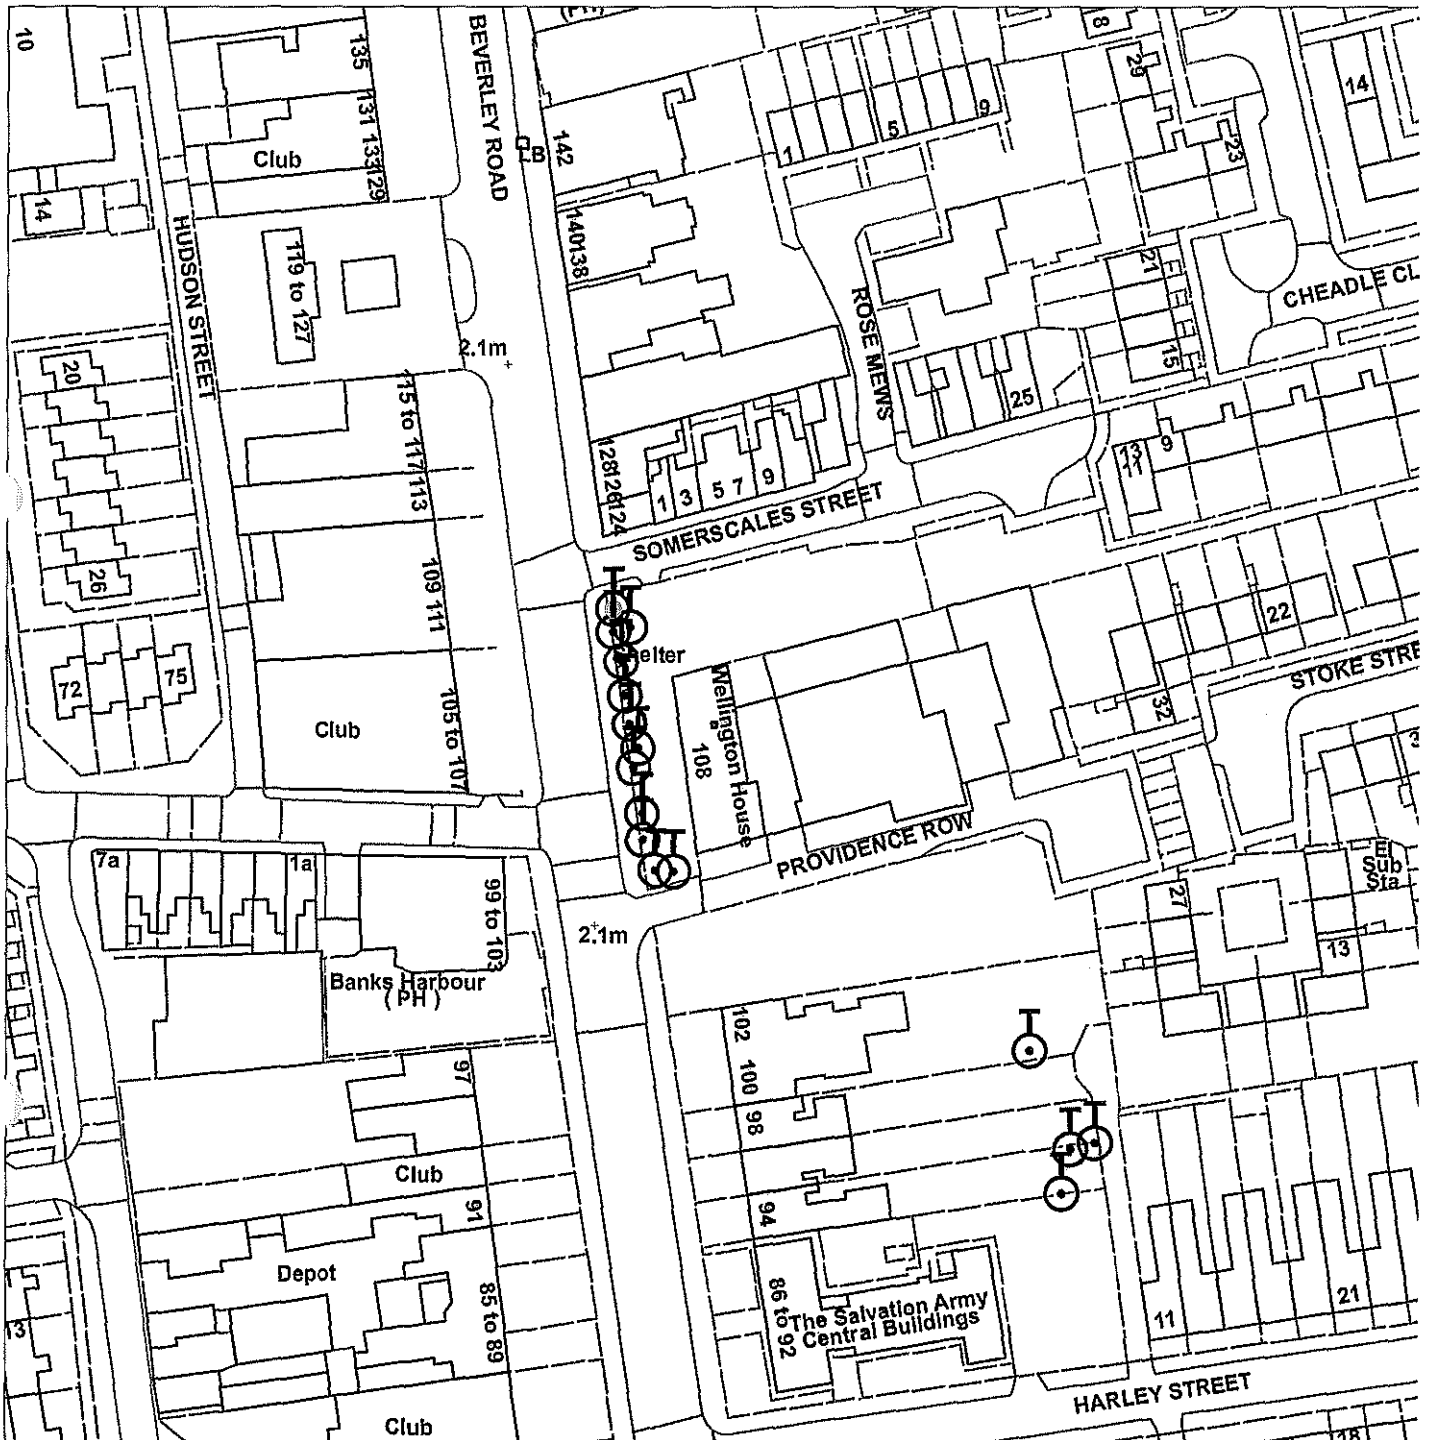 10
135
BEVERLEY ROAD
8
29
14
131 133
129
Club
B
142
1
5
9
23
14
HUDSON STREET
119 to 127
140
138
21
ROSE MEWS
CHEADLE CL
2.1m
20
15
115 to 117
113
25
128
126
124
1
3
5
7
9
13
11
9
SOMERSCALES STREET
26
109 111
T
22
72
75
elter
Wellington House
108
32
STOKE STRE
Club
105 to 107
PROVIDENCE ROW
7a
1a
99 to 103
El
Sub
Sta
27
2.1m
13
Banks Harbour
( PH )
102
100
98
97
T
T
T
T
Club
91
94
Depot
85 to 89
86 to 92
The Salvation Army
Central Buildings
11
21
13
HARLEY STREET
Club
18